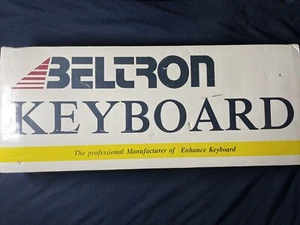 BELTRON
KEYBOARD
The professional Manufacturer of Enhance Keyboard